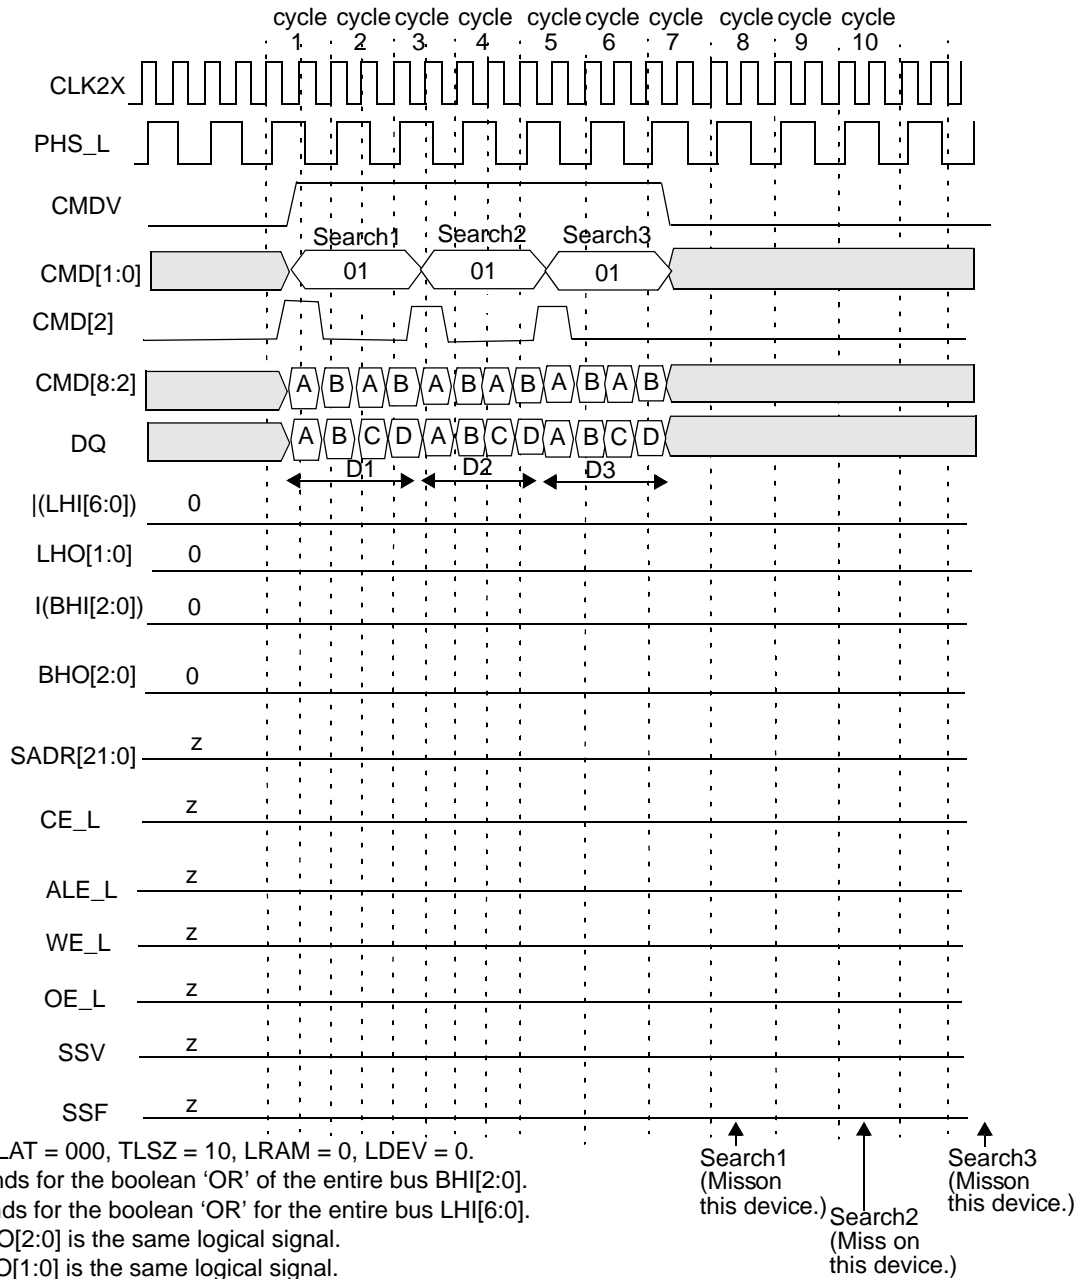 cycle cycle cycle cycle cycle cycle cycle cycle cycle cycle
1 2 3 4 5 6 7 8 9 10
CLK2X
PHS_L
CMDV
Search1 Search2 Search3
CMD[1:0] 01 01 01
CMD[2]
CMD[8:2] A B A B A B A B A B A B
DQ A B C D A B C D A B C D
D1 D2 D3
|(LHI[6:0]) 0
LHO[1:0] 0
I(BHI[2:0]) 0
BHO[2:0] 0
SADR[21:0] z
CE_L z
ALE_L z
WE_L z
OE_L z
SSV z
SSF z
LAT = 000, TLSZ = 10, LRAM = 0, LDEV = 0.
nds for the boolean ‘OR’ of the entire bus BHI[2:0].
ds for the boolean ‘OR’ for the entire bus LHI[6:0].
O[2:0] is the same logical signal.
O[1:0] is the same logical signal.
Search1
(Misson
this device.)
Search2
(Miss on
this device.)
Search3
(Misson
this device.)